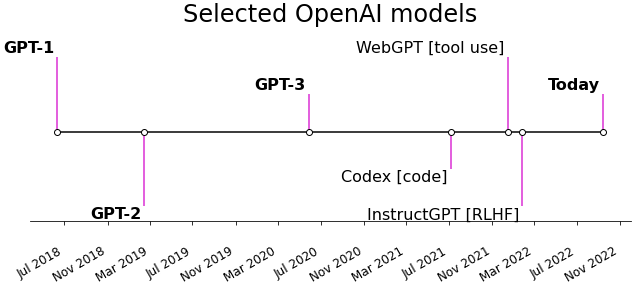 Selected OpenAI models
GPT-1
WebGPT [tool use]
GPT-3
Today
Codex [code]
GPT-2
InstructGPT [RLHF]
Jul 2018
Nov 2018
Mar 2019
Jul 2019
Nov 2019
Mar 2020
Jul 2020
Nov 2020
Mar 2021
Jul 2021
Nov 2021
Mar 2022
Jul 2022
Nov 2022